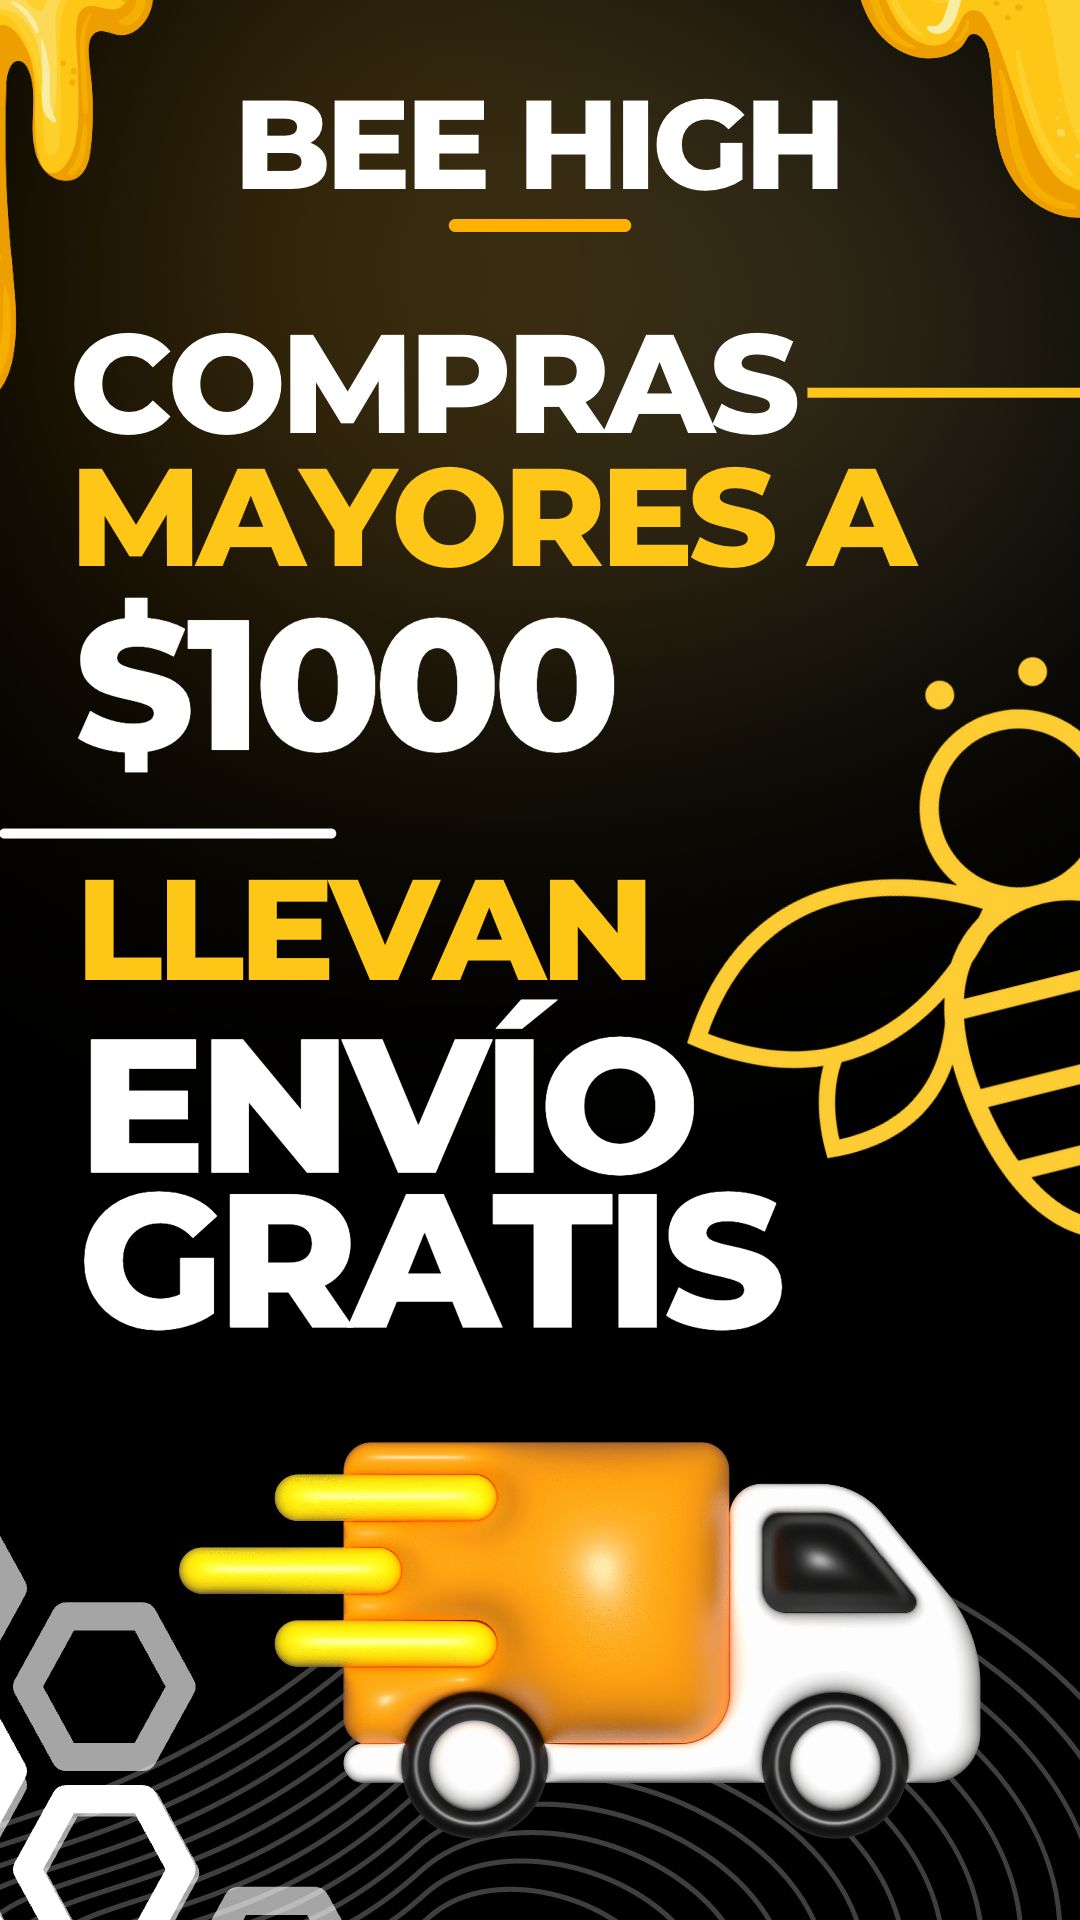 BEE HIGH
COMPRAS
MAYORES A
$1000
LLEVAN
ENVÍO
GRATIS